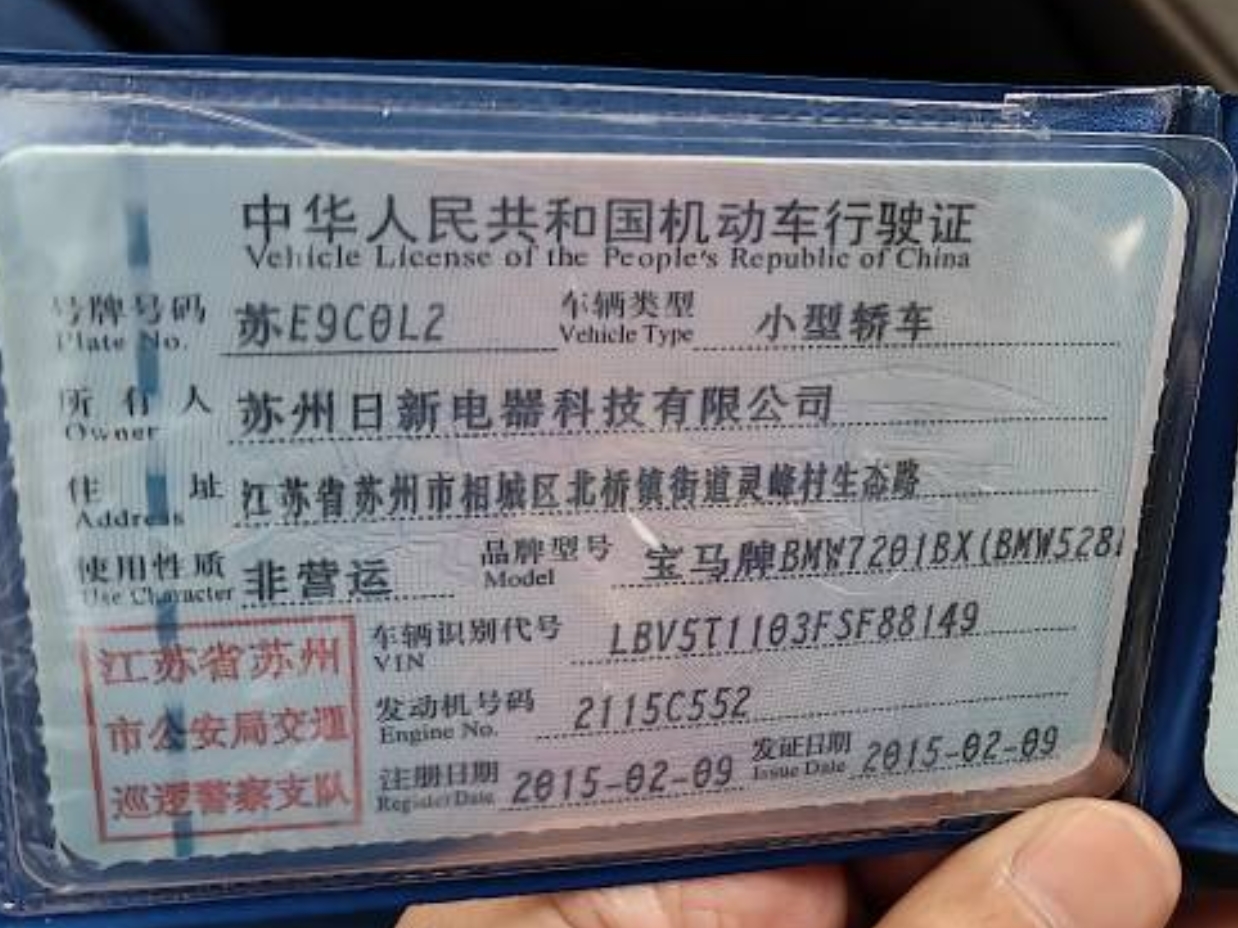 中华人民共和国机动车行驶证
Vehicle License of the People's Republic of China
号牌号码 苏E9C0L2 车辆类型 小型轿车
Plate No. Vehicle Type
所有人 苏州日新电器科技有限公司
Owner
住址 江苏省苏州市相城区北桥镇街道灵峰村生态路
Address
使用性质 非营运 品牌型号 宝马牌BMW7201BX(BMW528
Use Character Model
江苏省苏州
市公安局交通
巡逻警察支队
车辆识别代号 LBV5T1103FSF88149
VIN
发动机号码 2115C552
Engine No.
注册日期 2015-02-09 发证日期 2015-02-09
Register Date Issue Date